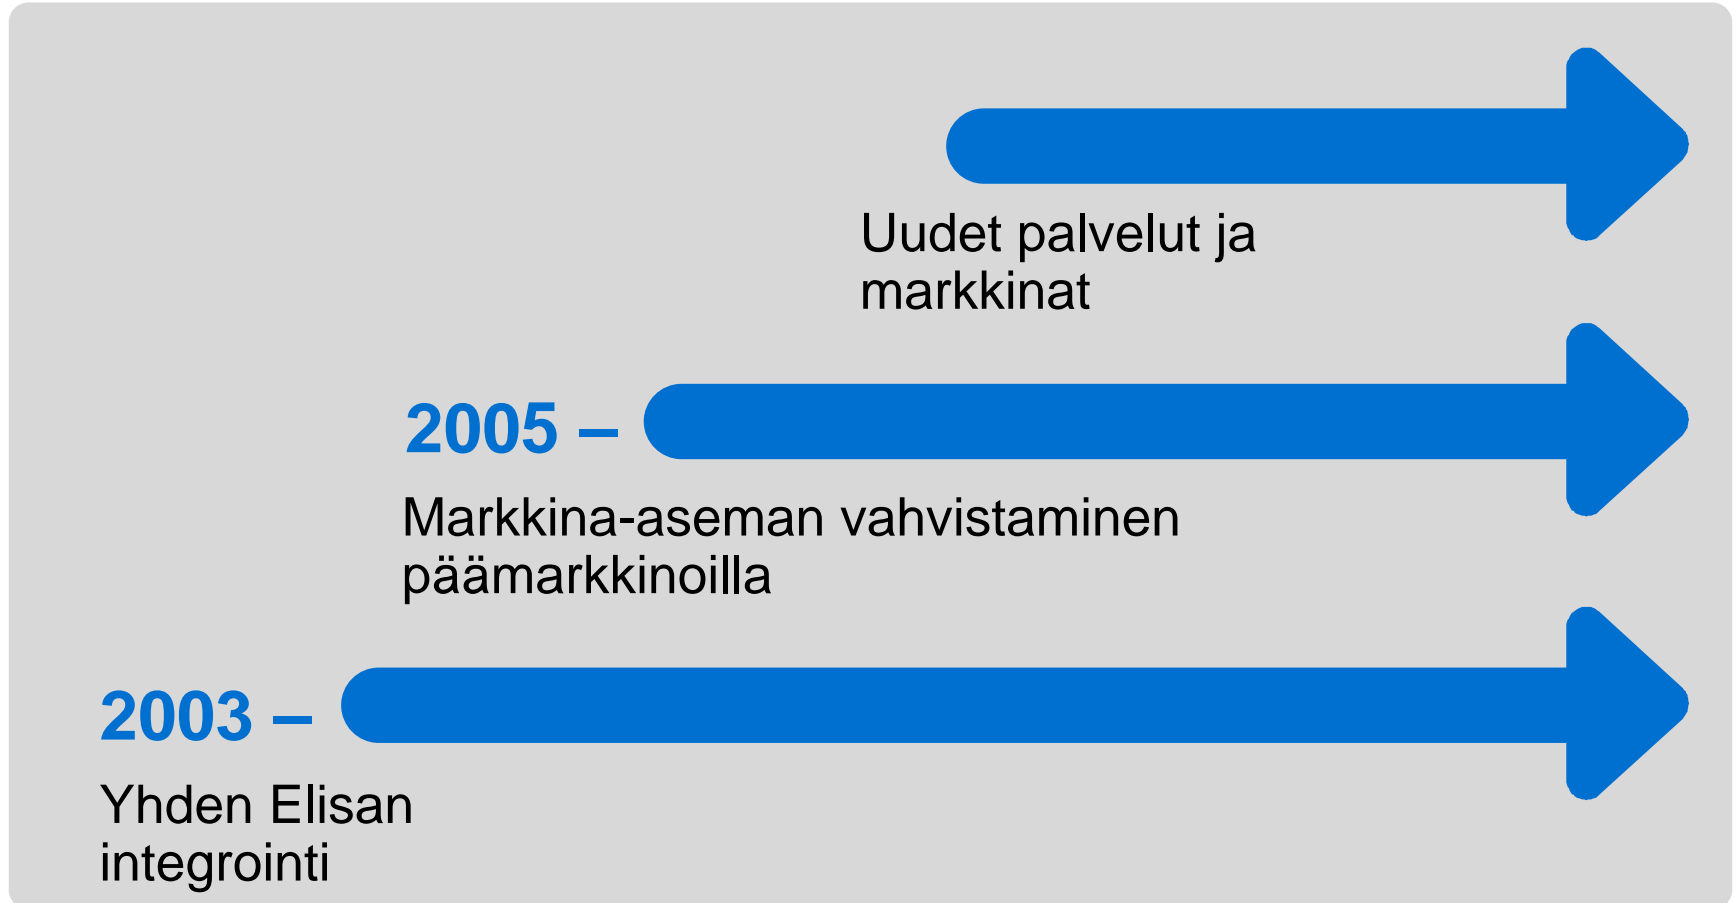 Uudet palvelut ja
markkinat
2005 –
Markkina-aseman vahvistaminen
päämarkkinoilla
2003 –
Yhden Elisan
integrointi